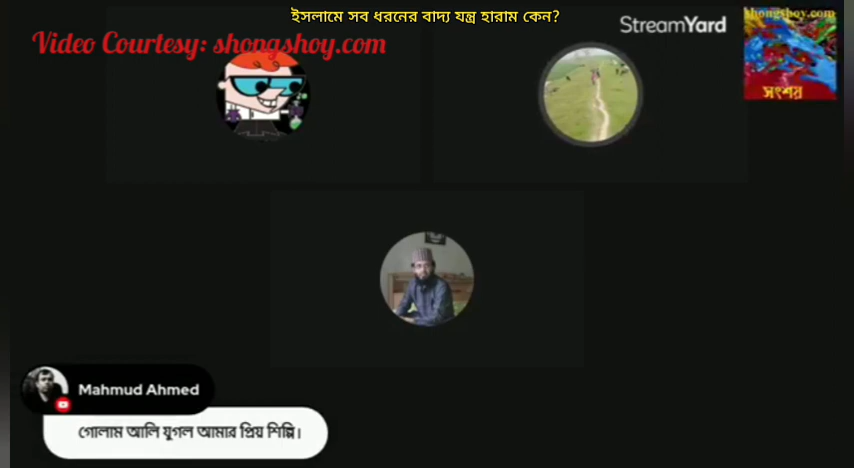 ইসলামে সব ধরনের বাদ্য যন্ত্র হারাম কেন?
StreamYard
shongshoy.com
Video Courtesy: shongshoy.com
সংশয়
Mahmud Ahmed
গোলাম আলি যুগল আমার প্রিয় শিল্পি।